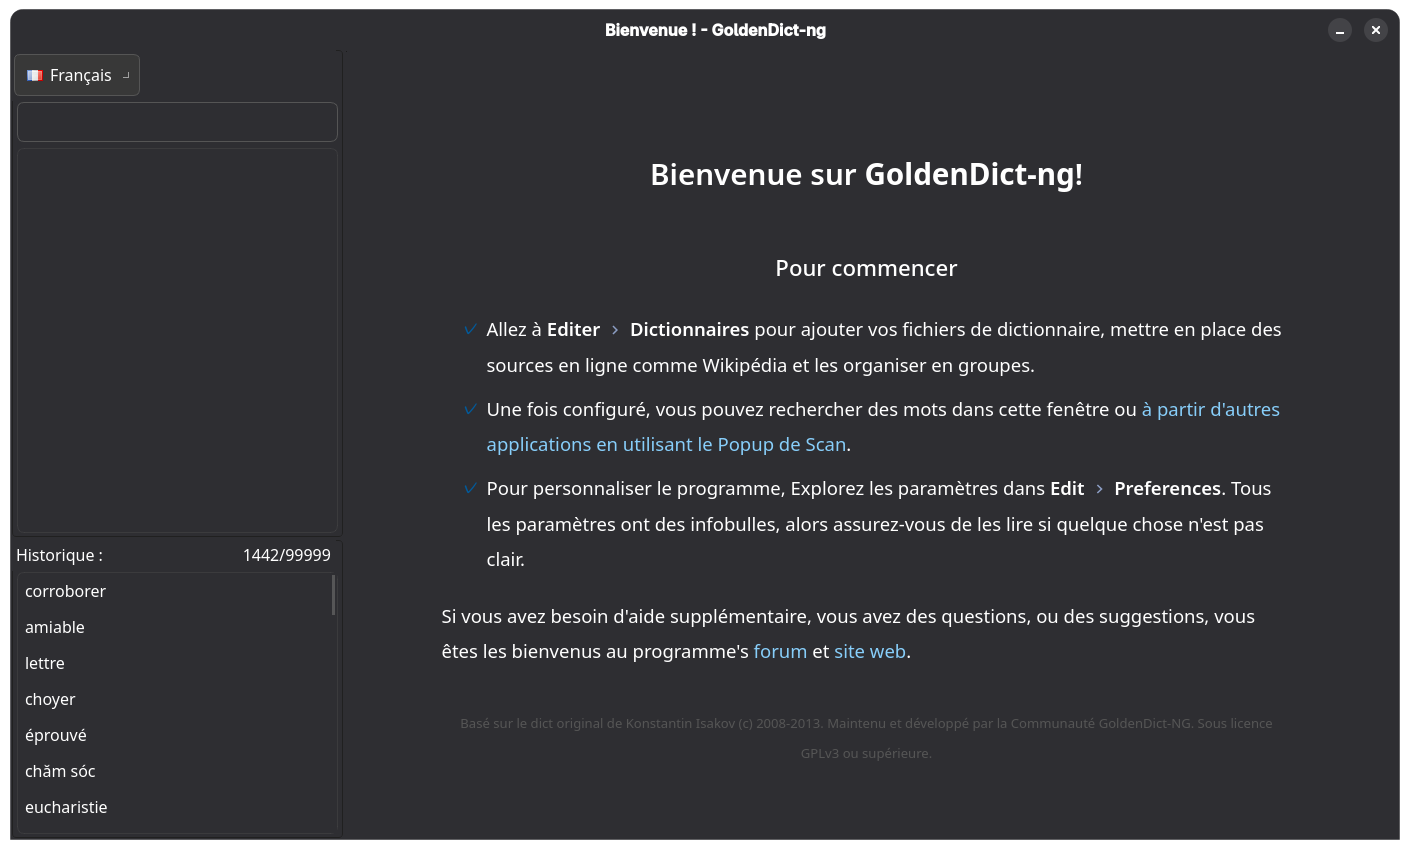 Bienvenue ! - GoldenDict-ng
Français
Bienvenue sur GoldenDict-ng!
Pour commencer
Allez à Editer > Dictionnaires pour ajouter vos fichiers de dictionnaire, mettre en place des
sources en ligne comme Wikipédia et les organiser en groupes.
Une fois configuré, vous pouvez rechercher des mots dans cette fenêtre ou à partir d'autres
applications en utilisant le Popup de Scan.
Pour personnaliser le programme, Explorez les paramètres dans Edit > Preferences. Tous
les paramètres ont des infobulles, alors assurez-vous de les lire si quelque chose n'est pas
clair.
Si vous avez besoin d'aide supplémentaire, vous avez des questions, ou des suggestions, vous
êtes les bienvenus au programme's forum et site web.
Basé sur le dict original de Konstantin Isakov (c) 2008-2013. Maintenu et développé par la Communauté GoldenDict-NG. Sous licence
GPLv3 ou supérieure.
Historique : 1442/99999
corroborer
amiable
lettre
choyer
éprouvé
chăm sóc
eucharistie